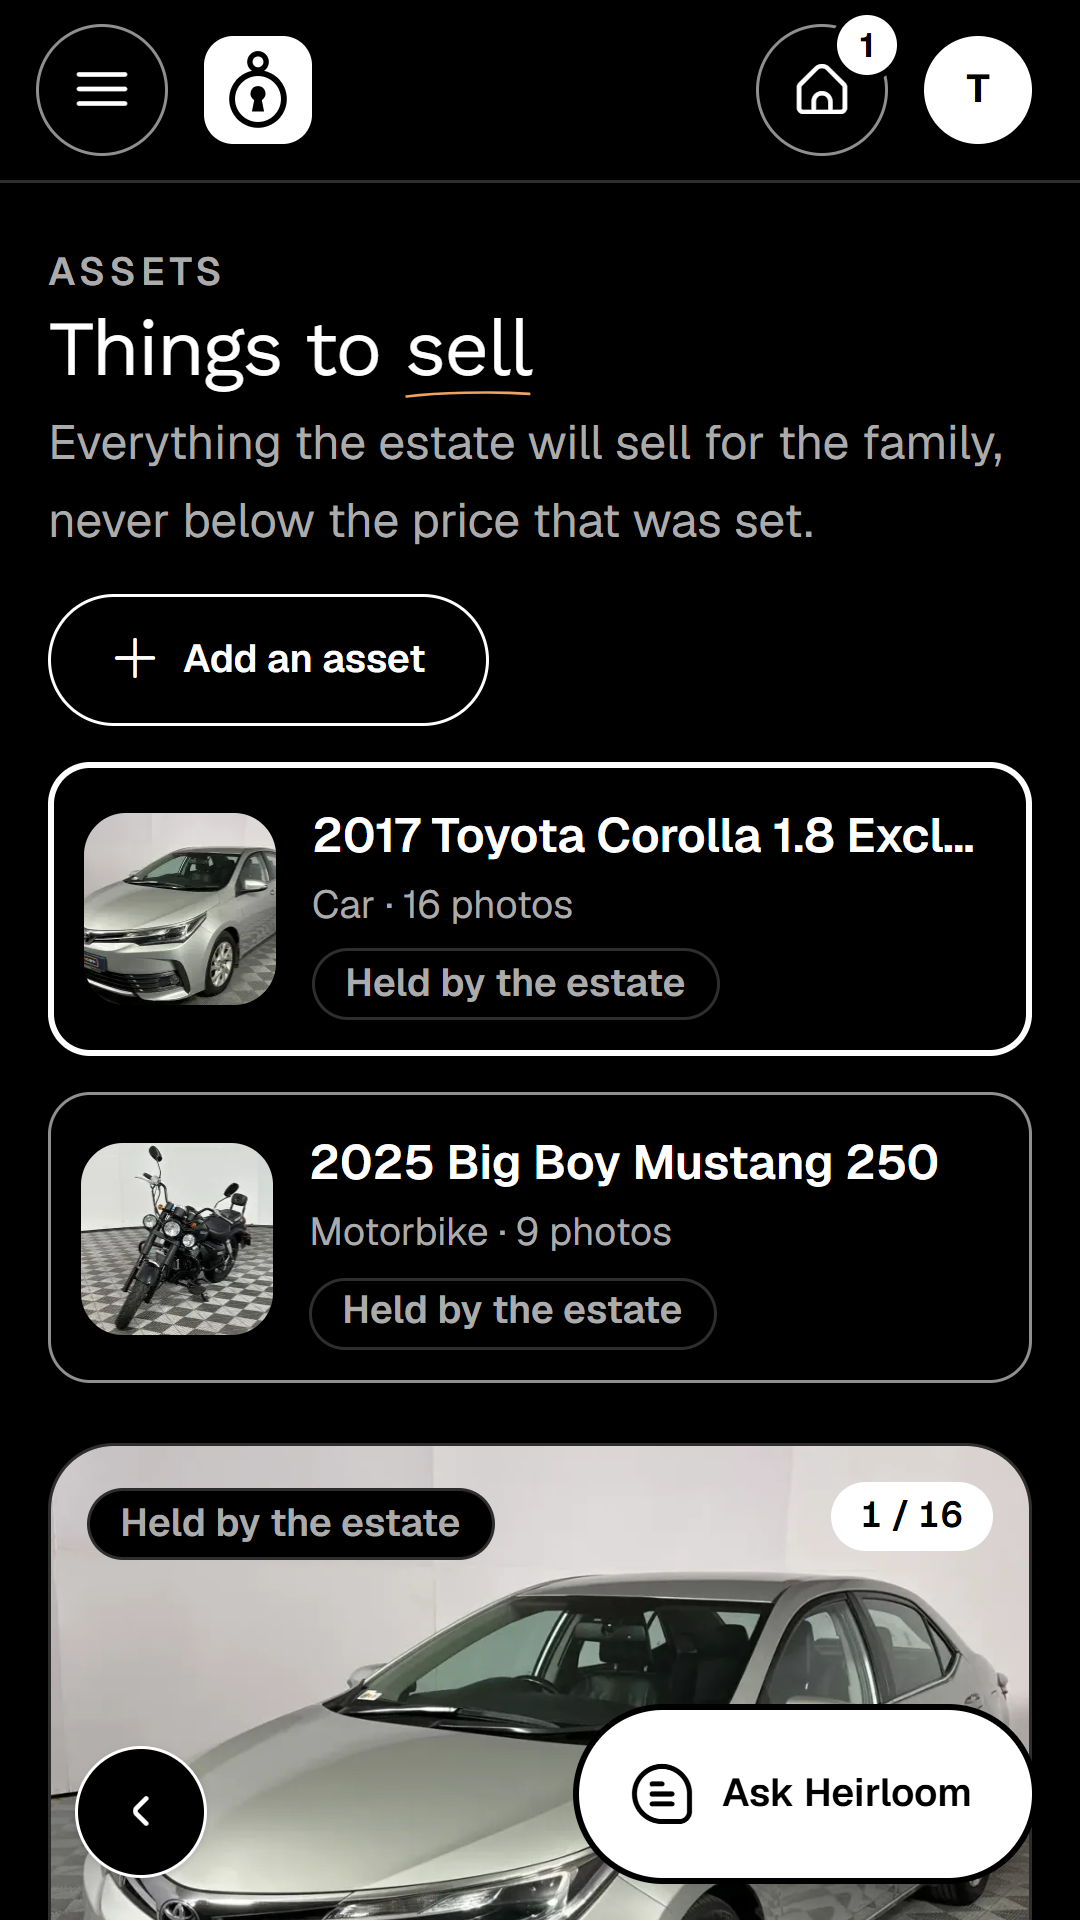 1
T
ASSETS
Things to sell
Everything the estate will sell for the family,
never below the price that was set.
Add an asset
2017 Toyota Corolla 1.8 Excl...
Car · 16 photos
Held by the estate
2025 Big Boy Mustang 250
Motorbike · 9 photos
Held by the estate
Held by the estate
1 / 16
Ask Heirloom